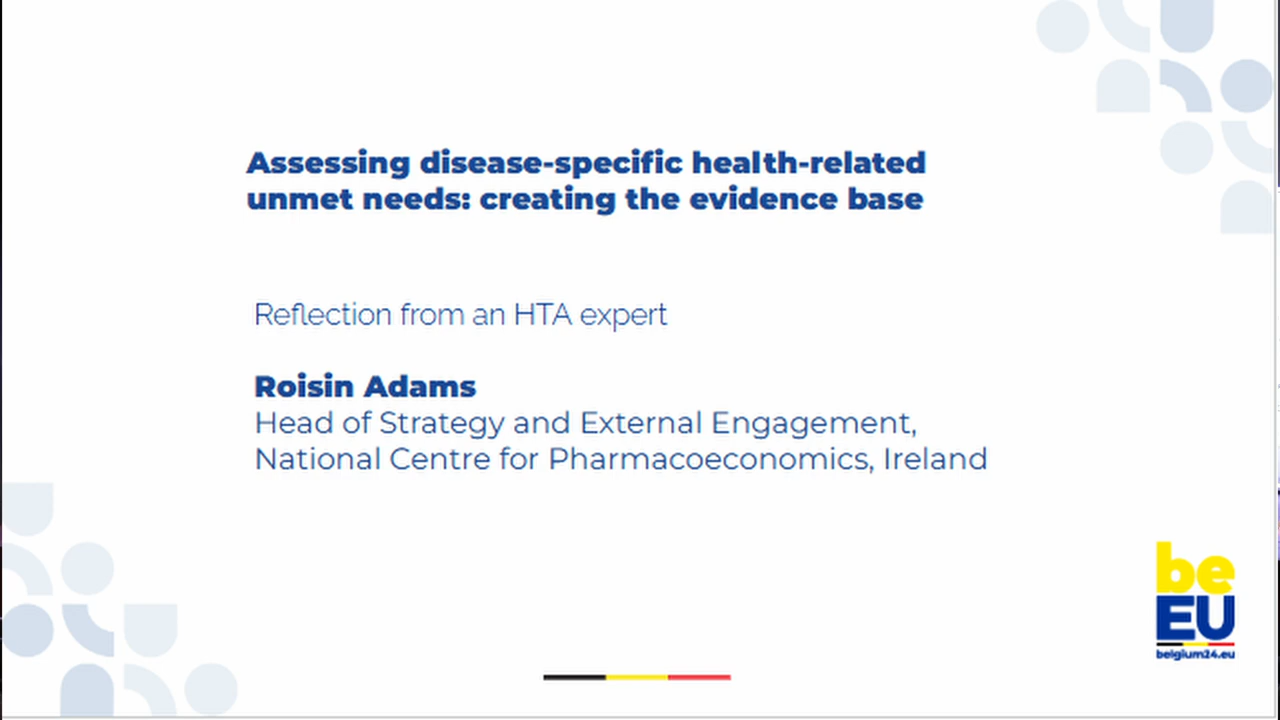 Assessing disease-specific health-related
unmet needs: creating the evidence base
Reflection from an HTA expert
Roisin Adams
Head of Strategy and External Engagement,
National Centre for Pharmacoeconomics, Ireland
be
EU
belgium24.eu